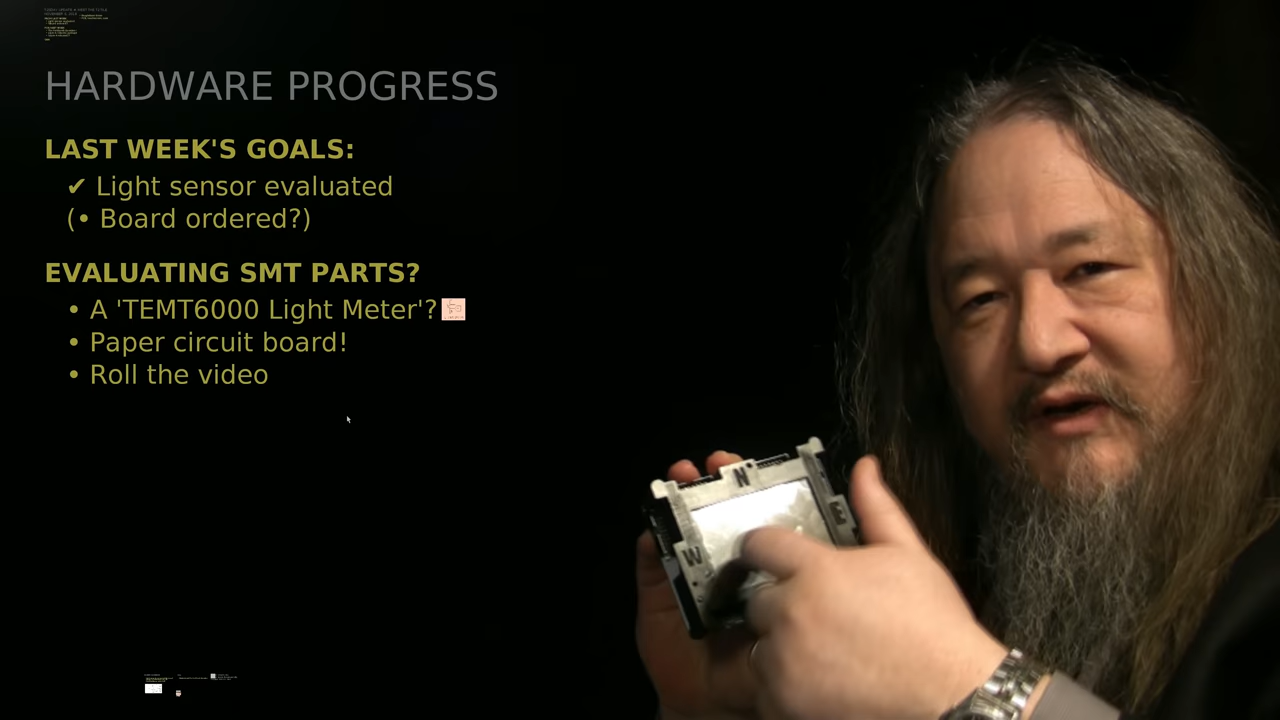 HARDWARE PROGRESS
LAST WEEK'S GOALS:
✔ Light sensor evaluated
(• Board ordered?)
EVALUATING SMT PARTS?
• A 'TEMT6000 Light Meter'?
• Paper circuit board!
• Roll the video
N
W
E